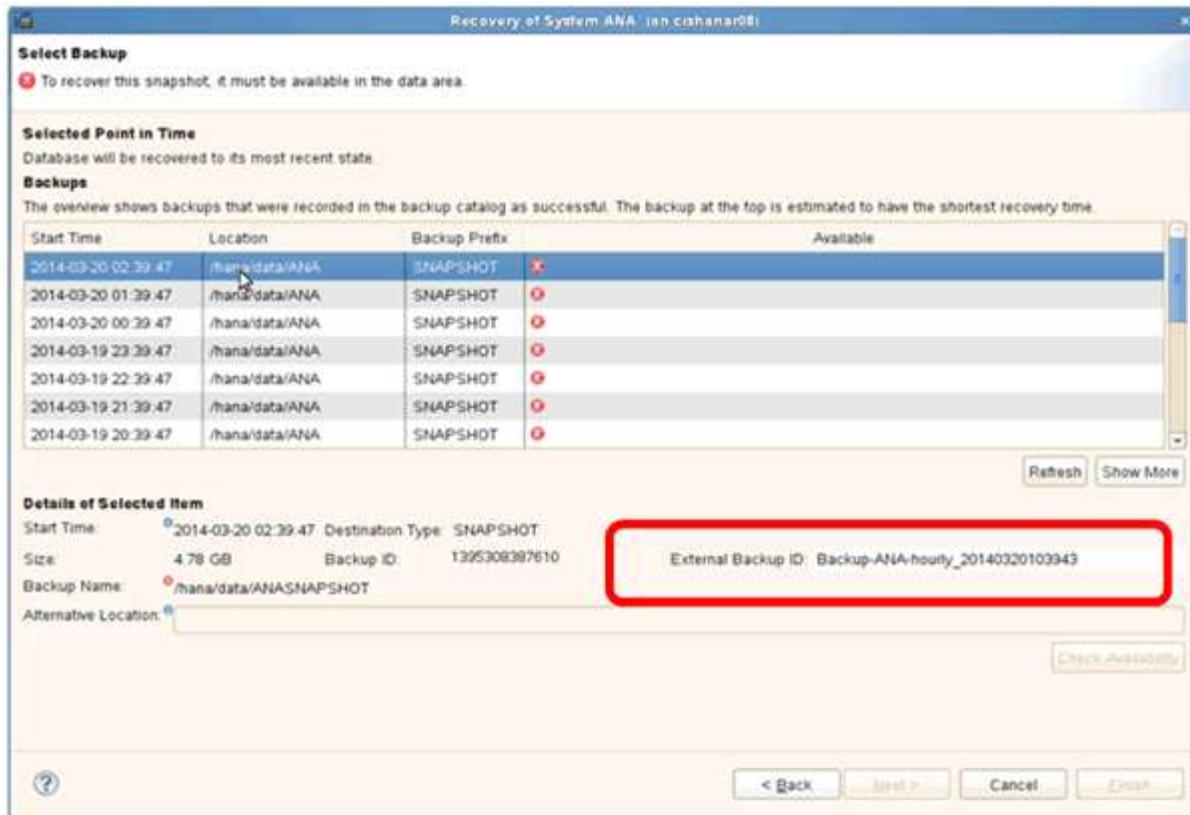 Recovery of System ANA (on cishanar08)
Select Backup
To recover this snapshot, it must be available in the data area.
Selected Point in Time
Database will be recovered to its most recent state.
Backups
The overview shows backups that were recorded in the backup catalog as successful. The backup at the top is estimated to have the shortest recovery time.
Start Time Location Backup Prefix Available
2014-03-20 02:39:47 /hana/data/ANA SNAPSHOT
2014-03-20 01:39:47 /hana/data/ANA SNAPSHOT
2014-03-20 00:39:47 /hana/data/ANA SNAPSHOT
2014-03-19 23:39:47 /hana/data/ANA SNAPSHOT
2014-03-19 22:39:47 /hana/data/ANA SNAPSHOT
2014-03-19 21:39:47 /hana/data/ANA SNAPSHOT
2014-03-19 20:39:47 /hana/data/ANA SNAPSHOT
Refresh Show More
Details of Selected Item
Start Time: 2014-03-20 02:39:47 Destination Type: SNAPSHOT
Size: 4.78 GB Backup ID: 1395308387610 External Backup ID: Backup-ANA-hourly_20140320103943
Backup Name: /hana/data/ANASNAPSHOT
Alternative Location:
Check Availability
< Back Next > Cancel Finish